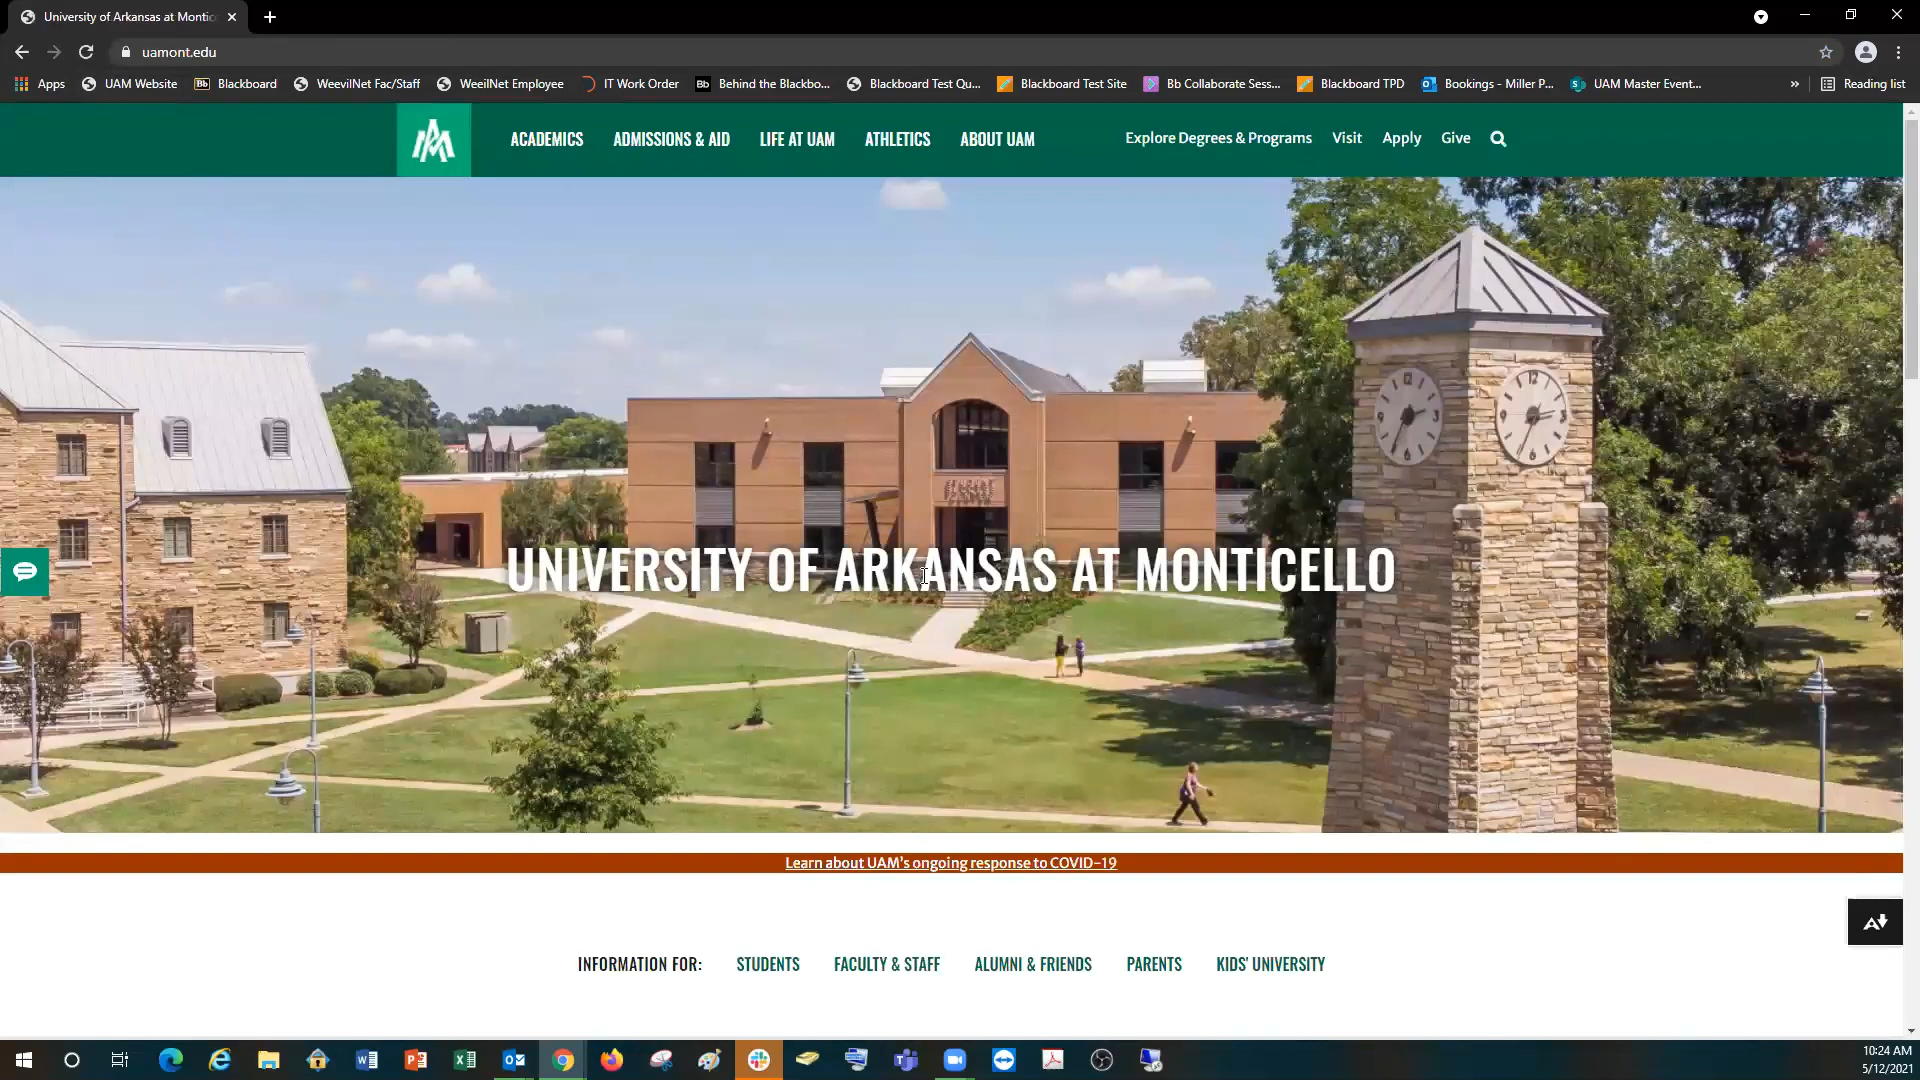 University of Arkansas at Montic
uamont.edu
Apps
UAM Website
Blackboard
WeevilNet Fac/Staff
WeeilNet Employee
IT Work Order
Behind the Blackbo...
Blackboard Test Qu...
Blackboard Test Site
Bb Collaborate Sess...
Blackboard TPD
Bookings - Miller P...
UAM Master Event...
»
Reading list
ACADEMICS
ADMISSIONS & AID
LIFE AT UAM
ATHLETICS
ABOUT UAM
Explore Degrees & Programs
Visit
Apply
Give
UNIVERSITY OF ARKANSAS AT MONTICELLO
Learn about UAM's ongoing response to COVID-19
INFORMATION FOR:
STUDENTS
FACULTY & STAFF
ALUMNI & FRIENDS
PARENTS
KIDS' UNIVERSITY
10:24 AM
5/12/2021